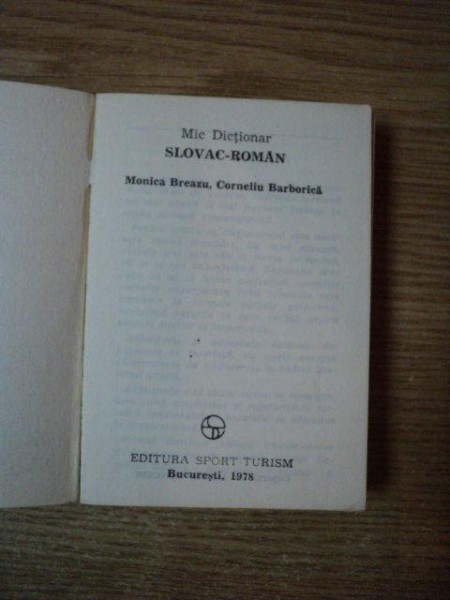 Mic Dicționar
SLOVAC-ROMÂN
Monica Breazu, Corneliu Barborică
EDITURA SPORT-TURISM
București, 1978